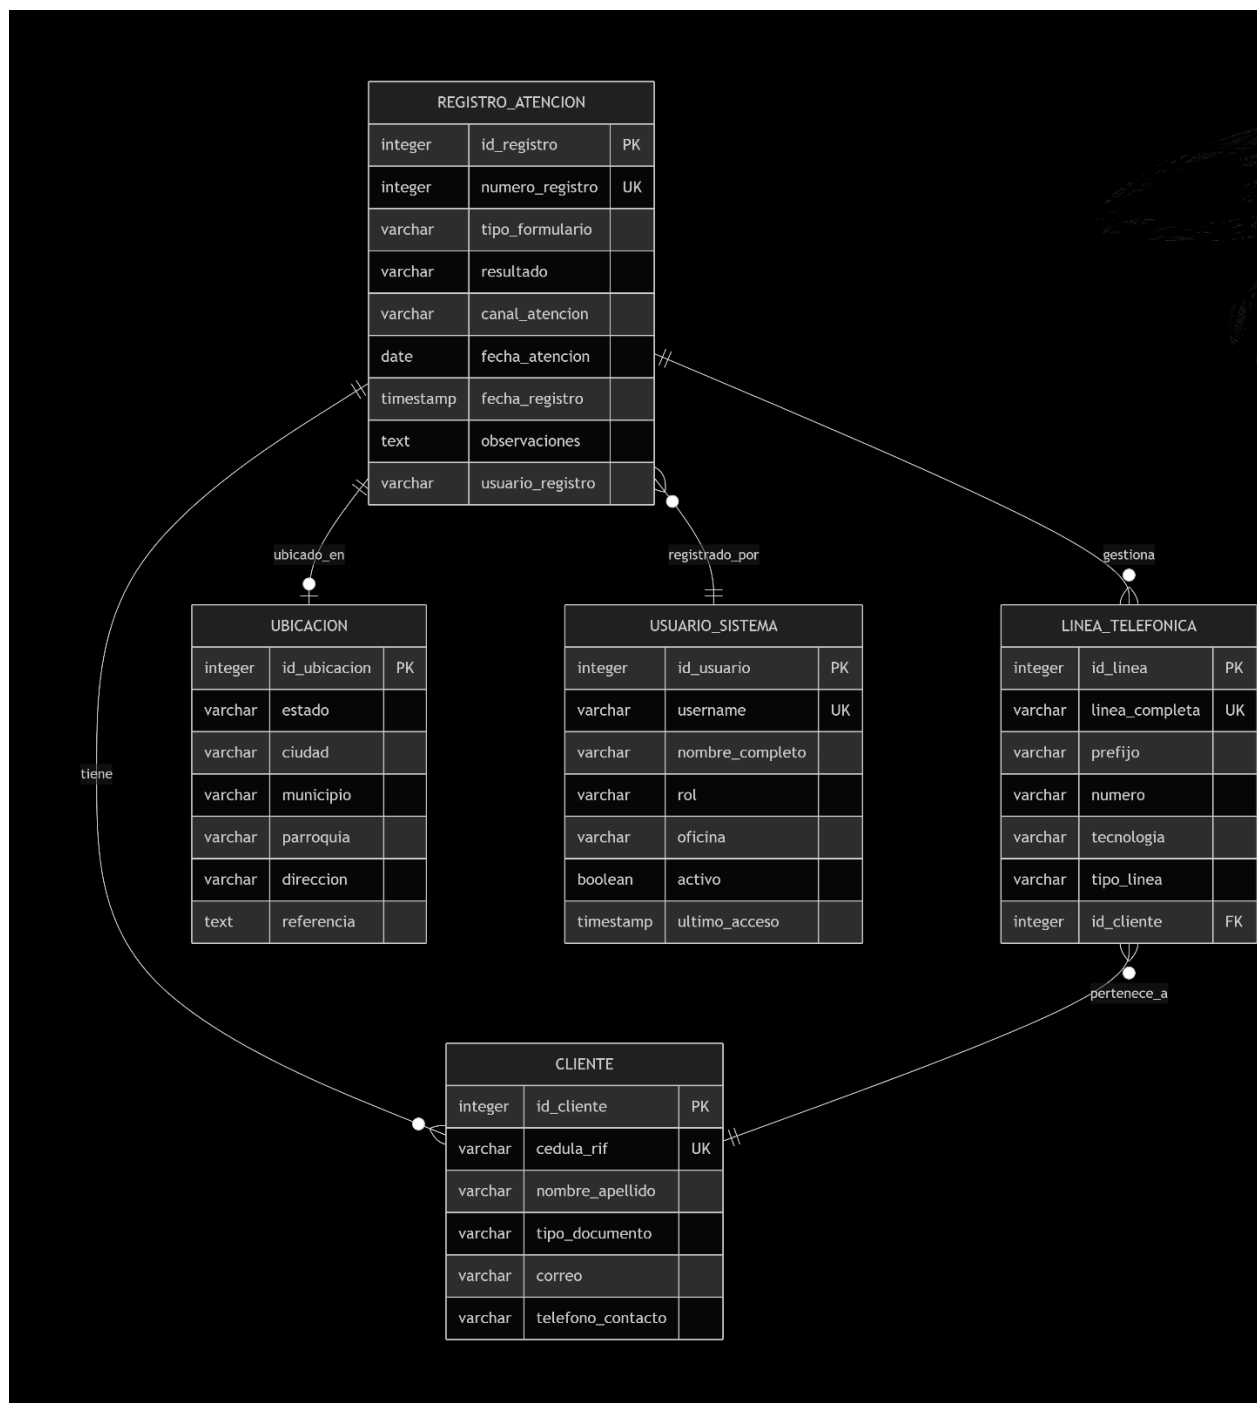 REGISTRO_ATENCION
integer id_registro PK
integer numero_registro UK
varchar tipo_formulario
varchar resultado
varchar canal_atencion
date fecha_atencion
timestamp fecha_registro
text observaciones
varchar usuario_registro
ubicado_en
registrado_por
gestiona
UBICACION
integer id_ubicacion PK
varchar estado
varchar ciudad
varchar municipio
varchar parroquia
varchar direccion
text referencia
USUARIO_SISTEMA
integer id_usuario PK
varchar username UK
varchar nombre_completo
varchar rol
varchar oficina
boolean activo
timestamp ultimo_acceso
LINEA_TELEFONICA
integer id_linea PK
varchar linea_completa UK
varchar prefijo
varchar numero
varchar tecnologia
varchar tipo_linea
integer id_cliente FK
tiene
pertenece_a
CLIENTE
integer id_cliente PK
varchar cedula_rif UK
varchar nombre_apellido
varchar tipo_documento
varchar correo
varchar telefono_contacto